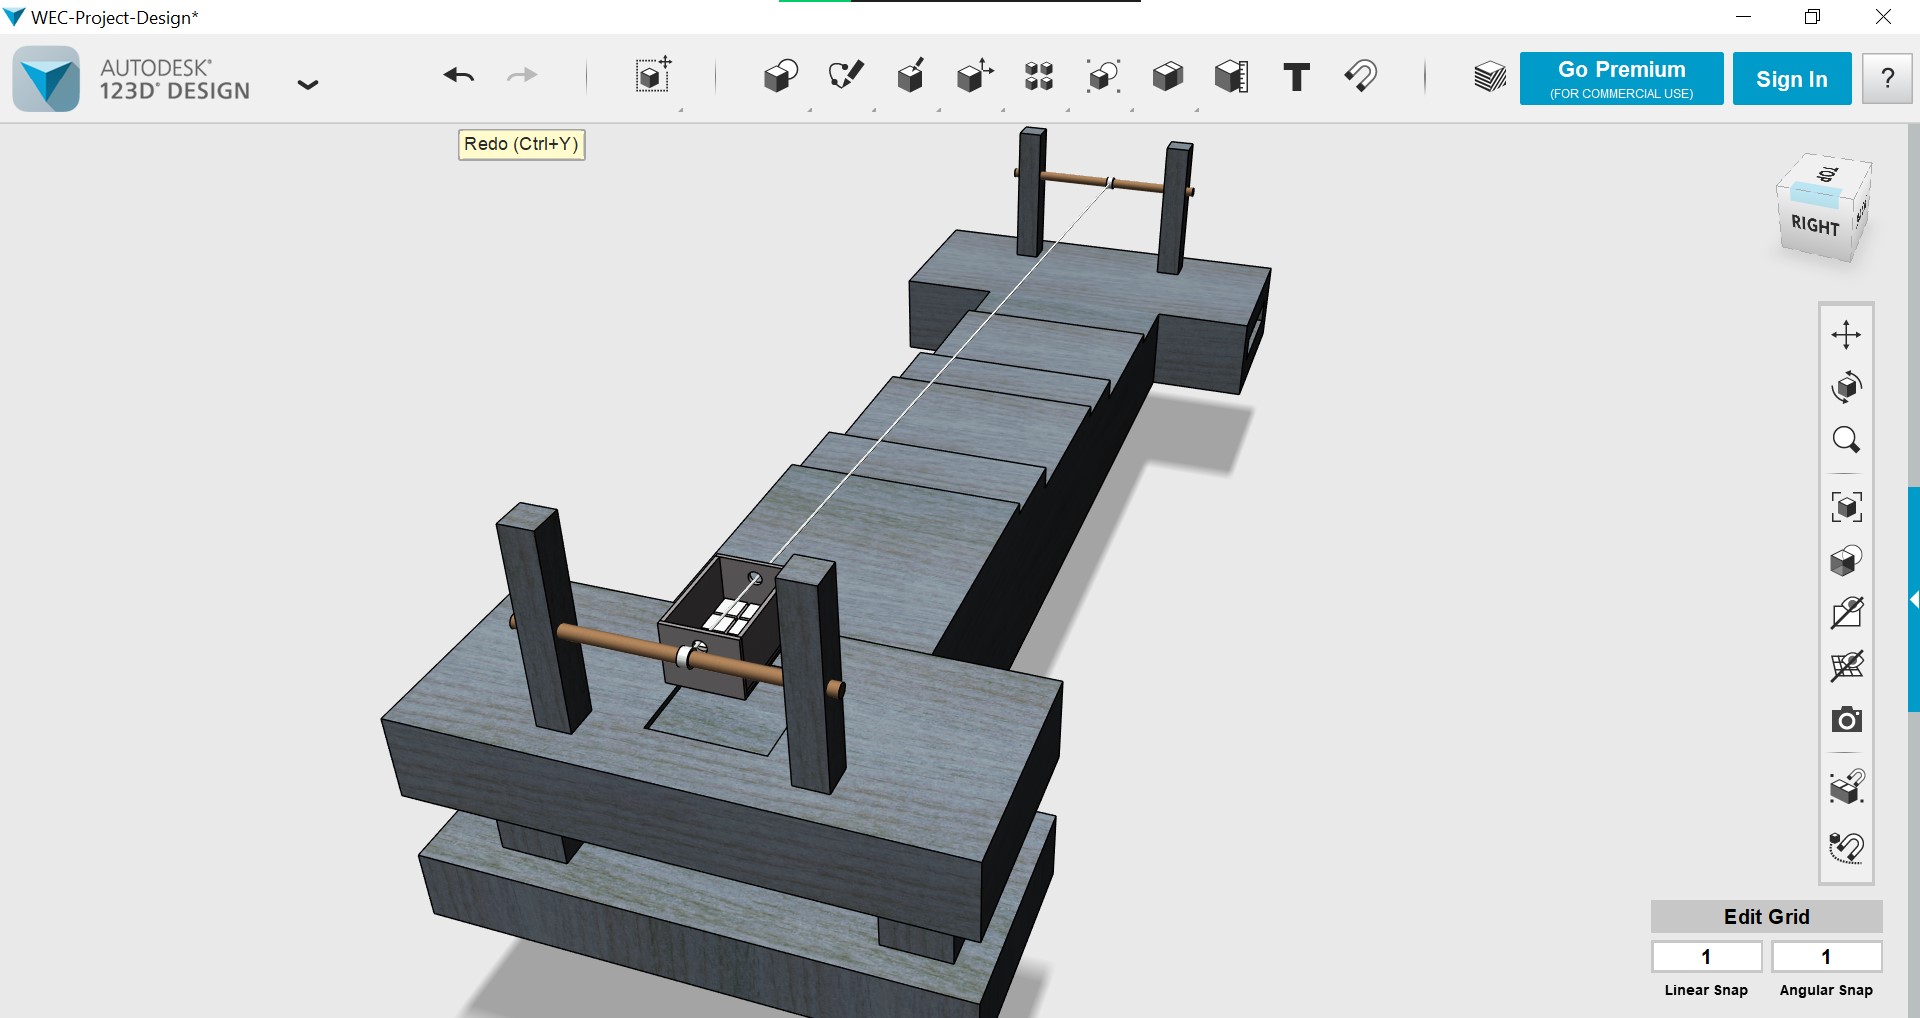 WEC-Project-Design*
AUTODESK®
123D® DESIGN
T
Go Premium
(FOR COMMERCIAL USE)
Sign In
?
Redo (Ctrl+Y)
TOP
RIGHT
Edit Grid
1
1
Linear Snap
Angular Snap